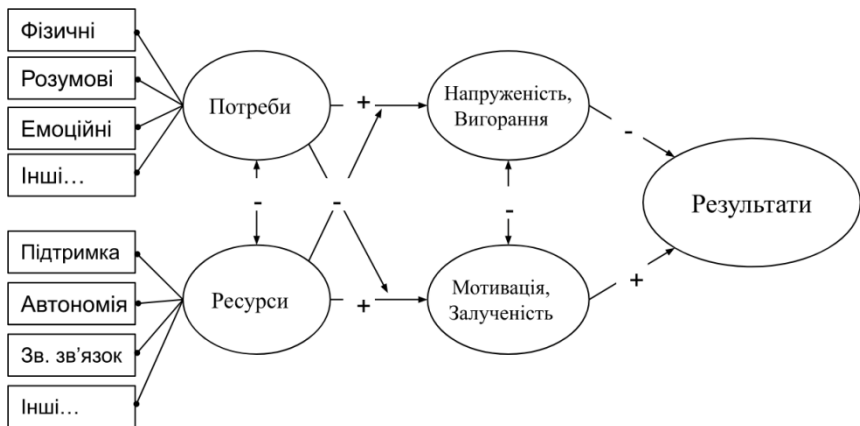 Фізичні
Розумові
Емоційні
Інші...
Потреби
+
Напруженість,
Вигорання
-
-
-
-
Результати
Підтримка
Автономія
Зв. зв'язок
Інші...
Ресурси
+
Мотивація,
Залученість
+